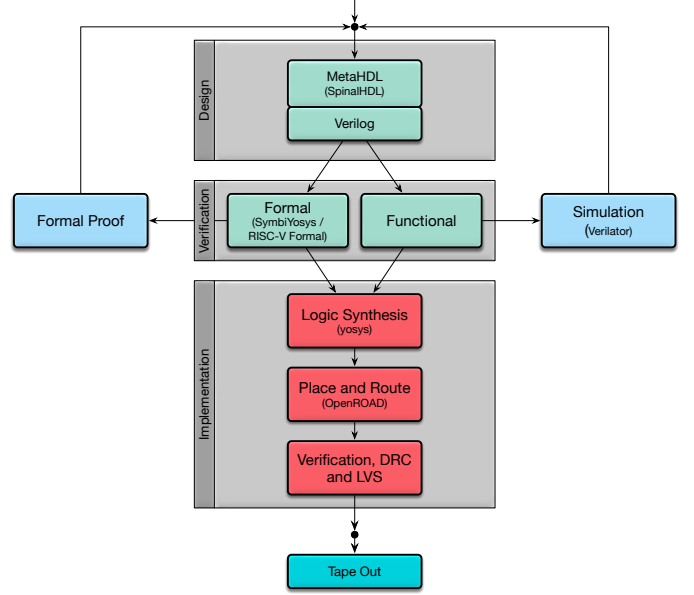 Design
MetaHDL
(SpinalHDL)
Verilog
Formal Proof
Verification
Formal
(SymbiYosys /
RISC-V Formal)
Functional
Simulation
(Verilator)
Implementation
Logic Synthesis
(yosys)
Place and Route
(OpenROAD)
Verification, DRC
and LVS
Tape Out